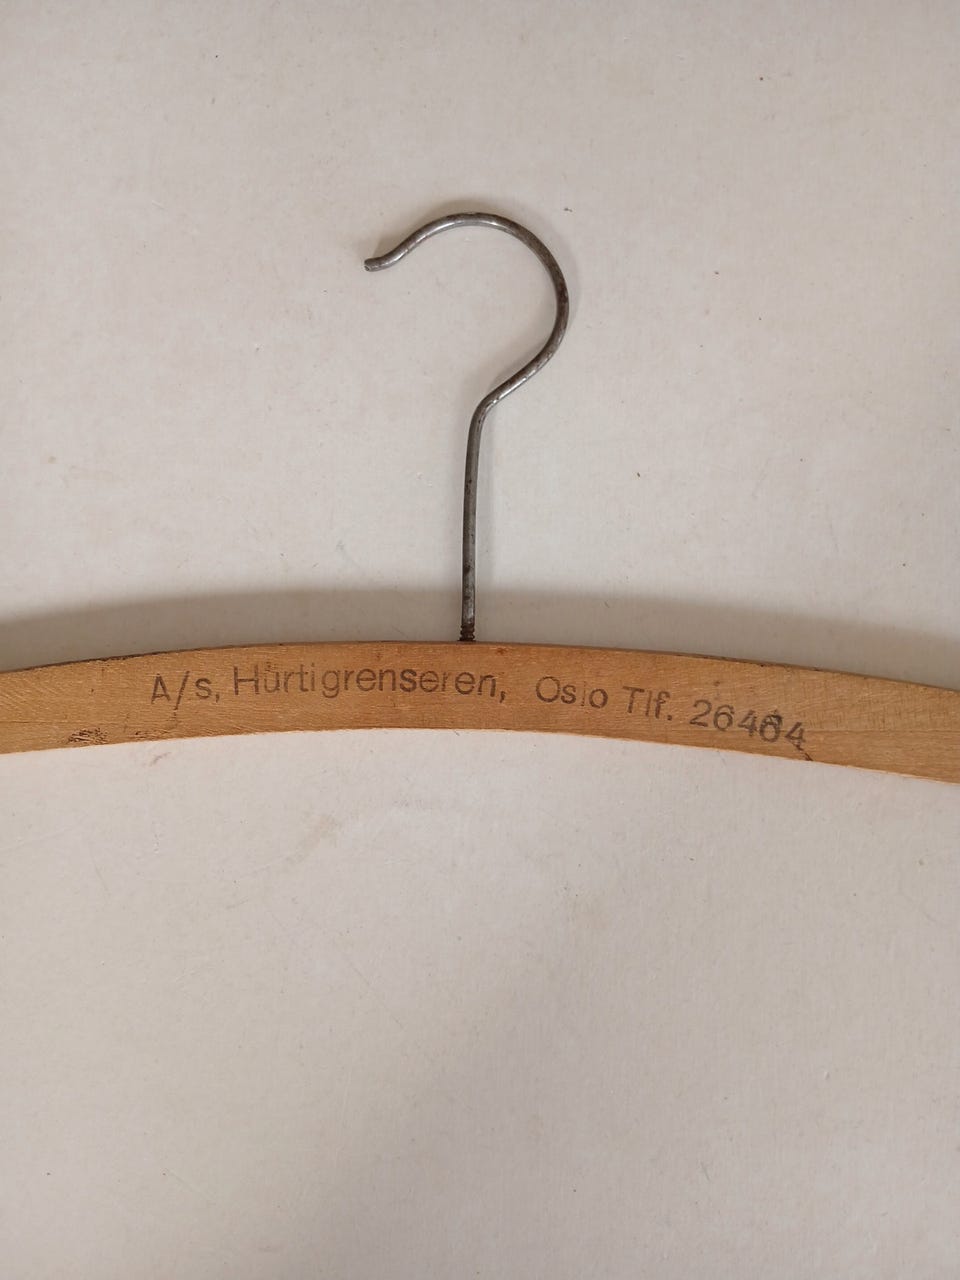 A/s, Hurtigrenseren, Oslo Tlf. 26464